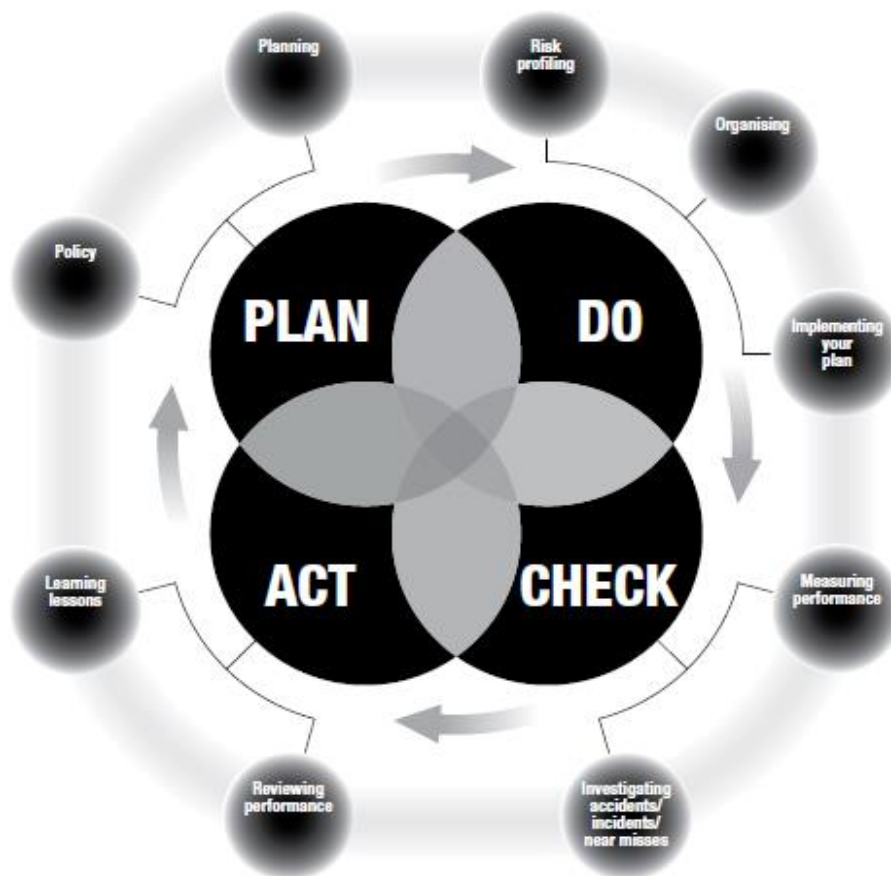 Planning
Risk
profiling
Organising
Policy
PLAN
DO
Implementing
your
plan
ACT
CHECK
Learning
lessons
Measuring
performance
Reviewing
performance
Investigating
accidents/
incidents/
near misses